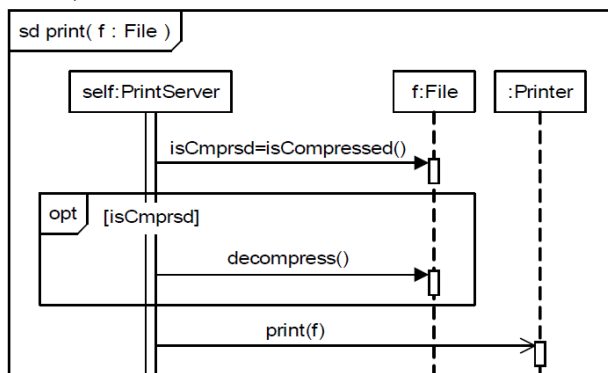 sd print( f : File )
self:PrintServer
f:File
:Printer
isCmprsd=isCompressed()
opt
[isCmprsd]
decompress()
print(f)